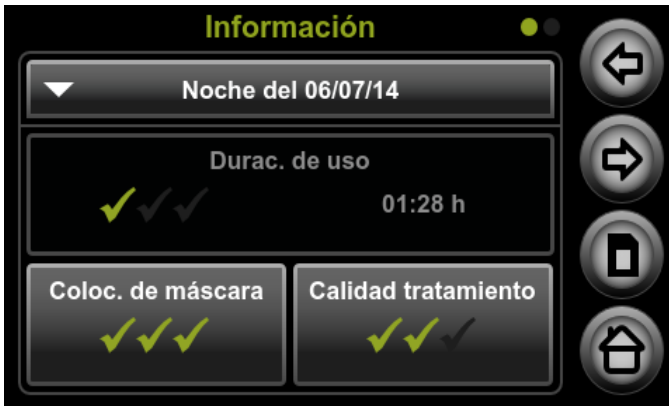 Información
Noche del 06/07/14
Durac. de uso
01:28 h
Coloc. de máscara
Calidad tratamiento